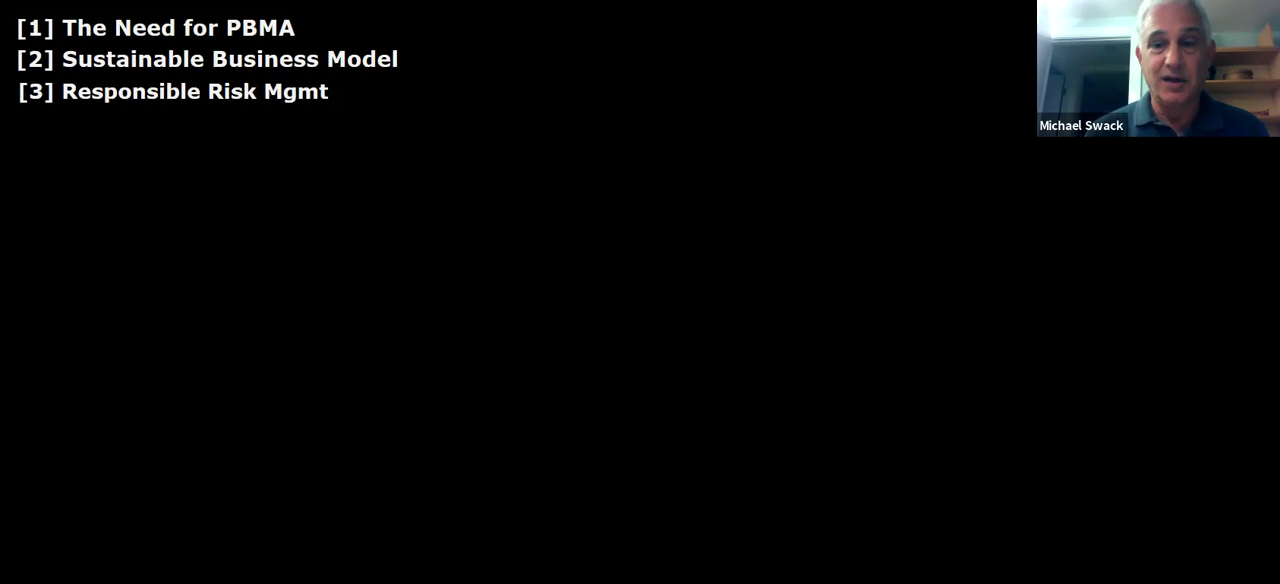 [1] The Need for PBMA
[2] Sustainable Business Model
[3] Responsible Risk Mgmt
Michael Swack